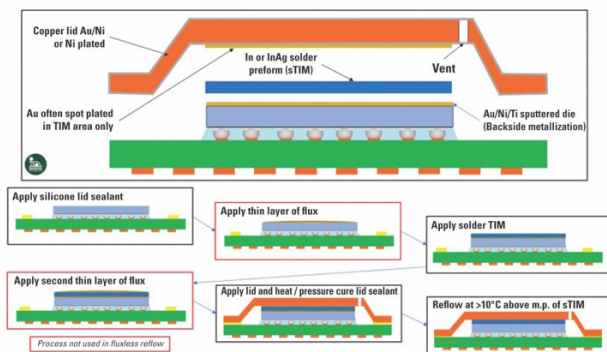 Copper lid Au/Ni
or Ni plated
In or InAg solder
preform (sTIM)
Vent
Au often spot plated
in TIM area only
Au/Ni/Ti sputtered die
(Backside metallization)
Apply silicone lid sealant
Apply thin layer of flux
Apply solder TIM
Apply second thin layer of flux
Apply lid and heat / pressure cure lid sealant
Reflow at >10°C above m.p. of sTIM
Process not used in fluxless reflow